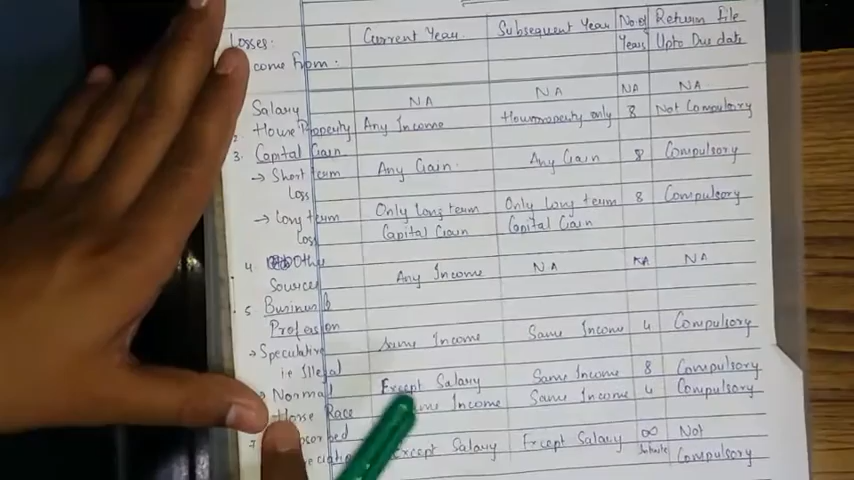 Losses: Current Year. Subsequent Year No. of Return File
come From: Years Upto Due date
Salary NA NA NA NA
2. House Property Any Income House property only 8 Not Compulsory
3. Capital Gain
→ Short term Any Gain. Any Gain 8 Compulsory
Loss
→ Long term Only Long term Only Long term 8 Compulsory
Loss Capital Gain Capital Gain
4. Other
Sources Any Income NA NA NA
5 Business &
Profession
→ Speculative Same Income Same Income 4 Compulsory
i.e Illegal
→ Normal Except Salary Same Income 8 Compulsory
Horse Race Same Income Same Income 4 Compulsory
7
Except Salary Except Salary ∞ Not
Infinite Compulsory